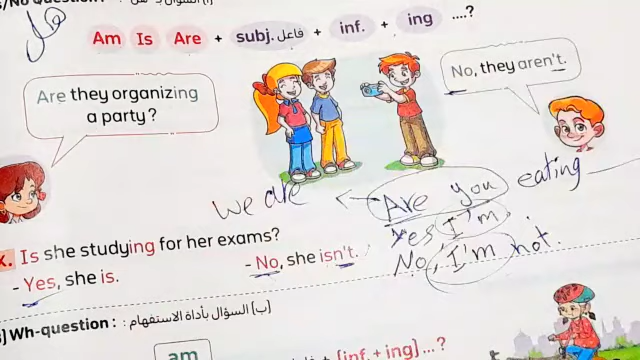 Am Is Are + subj. فاعل + inf. + ing ....?
هل
Are they organizing
a party?
No, they aren't.
we are ← Are you eating
Yes, I'm.
No, I'm not.
x. Is she studying for her exams?
- Yes, she is. - No, she isn't.
] Wh-question : [ب] السؤال بأداة الاستفهام :
am
[inf. + ing] ...?